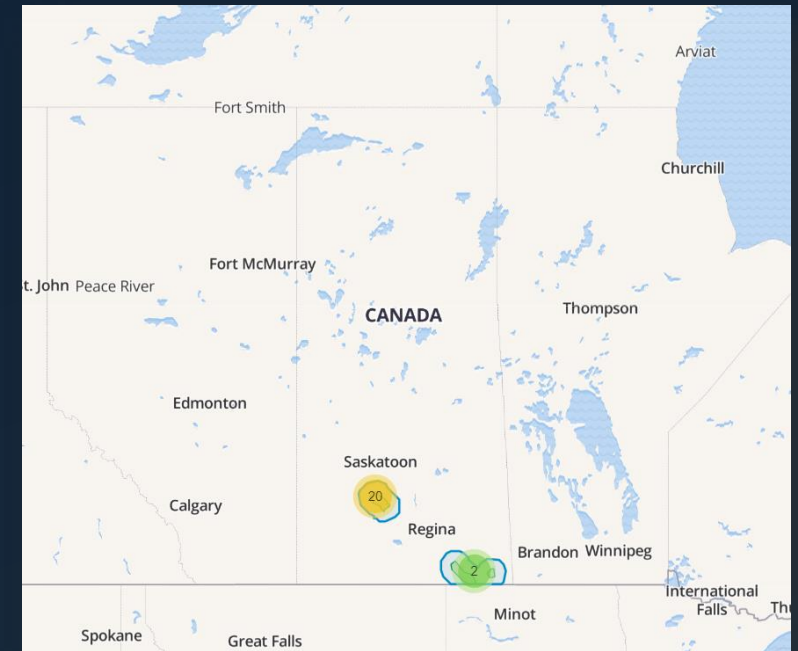 Arviat
Fort Smith
Churchill
Fort McMurray
t. John
Peace River
CANADA
Thompson
Edmonton
Saskatoon
20
Calgary
Regina
Brandon
Winnipeg
2
International
Falls
Thu
Minot
Spokane
Great Falls